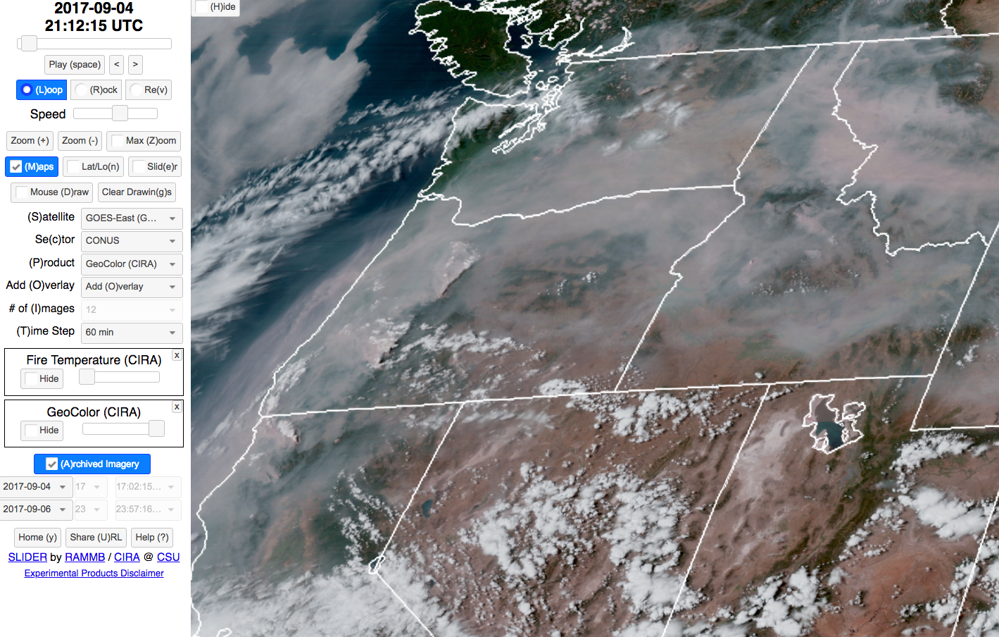 2017-09-04
21:12:15 UTC
Play (space) < >
(L)oop (R)ock Re(v)
Speed
Zoom (+) Zoom (-) Max (Z)oom
(M)aps Lat/Lo(n) Slid(e)r
Mouse (D)raw Clear Drawin(g)s
(S)atellite GOES-East (G...
Se(c)tor CONUS
(P)roduct GeoColor (CIRA)
Add (O)verlay Add (O)verlay
# of (I)mages 12
(T)ime Step 60 min
x
Fire Temperature (CIRA)
Hide
x
GeoColor (CIRA)
Hide
(A)rchived Imagery
2017-09-04 17 17:02:15...
2017-09-06 23 23:57:16...
Home (y) Share (U)RL Help (?)
SLIDER by RAMMB / CIRA @ CSU
Experimental Products Disclaimer
(H)ide